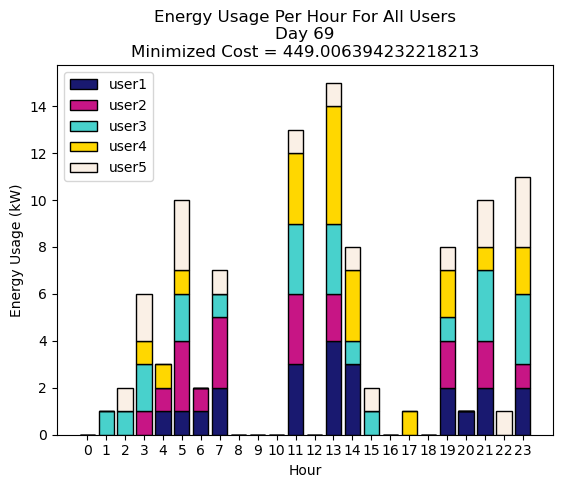 Energy Usage Per Hour For All Users
Day 69
Minimized Cost = 449.006394232218213
user1
user2
user3
user4
user5
Energy Usage (kW)
14
12
10
8
6
4
2
0
0 1 2 3 4 5 6 7 8 9 10 11 12 13 14 15 16 17 18 19 20 21 22 23
Hour